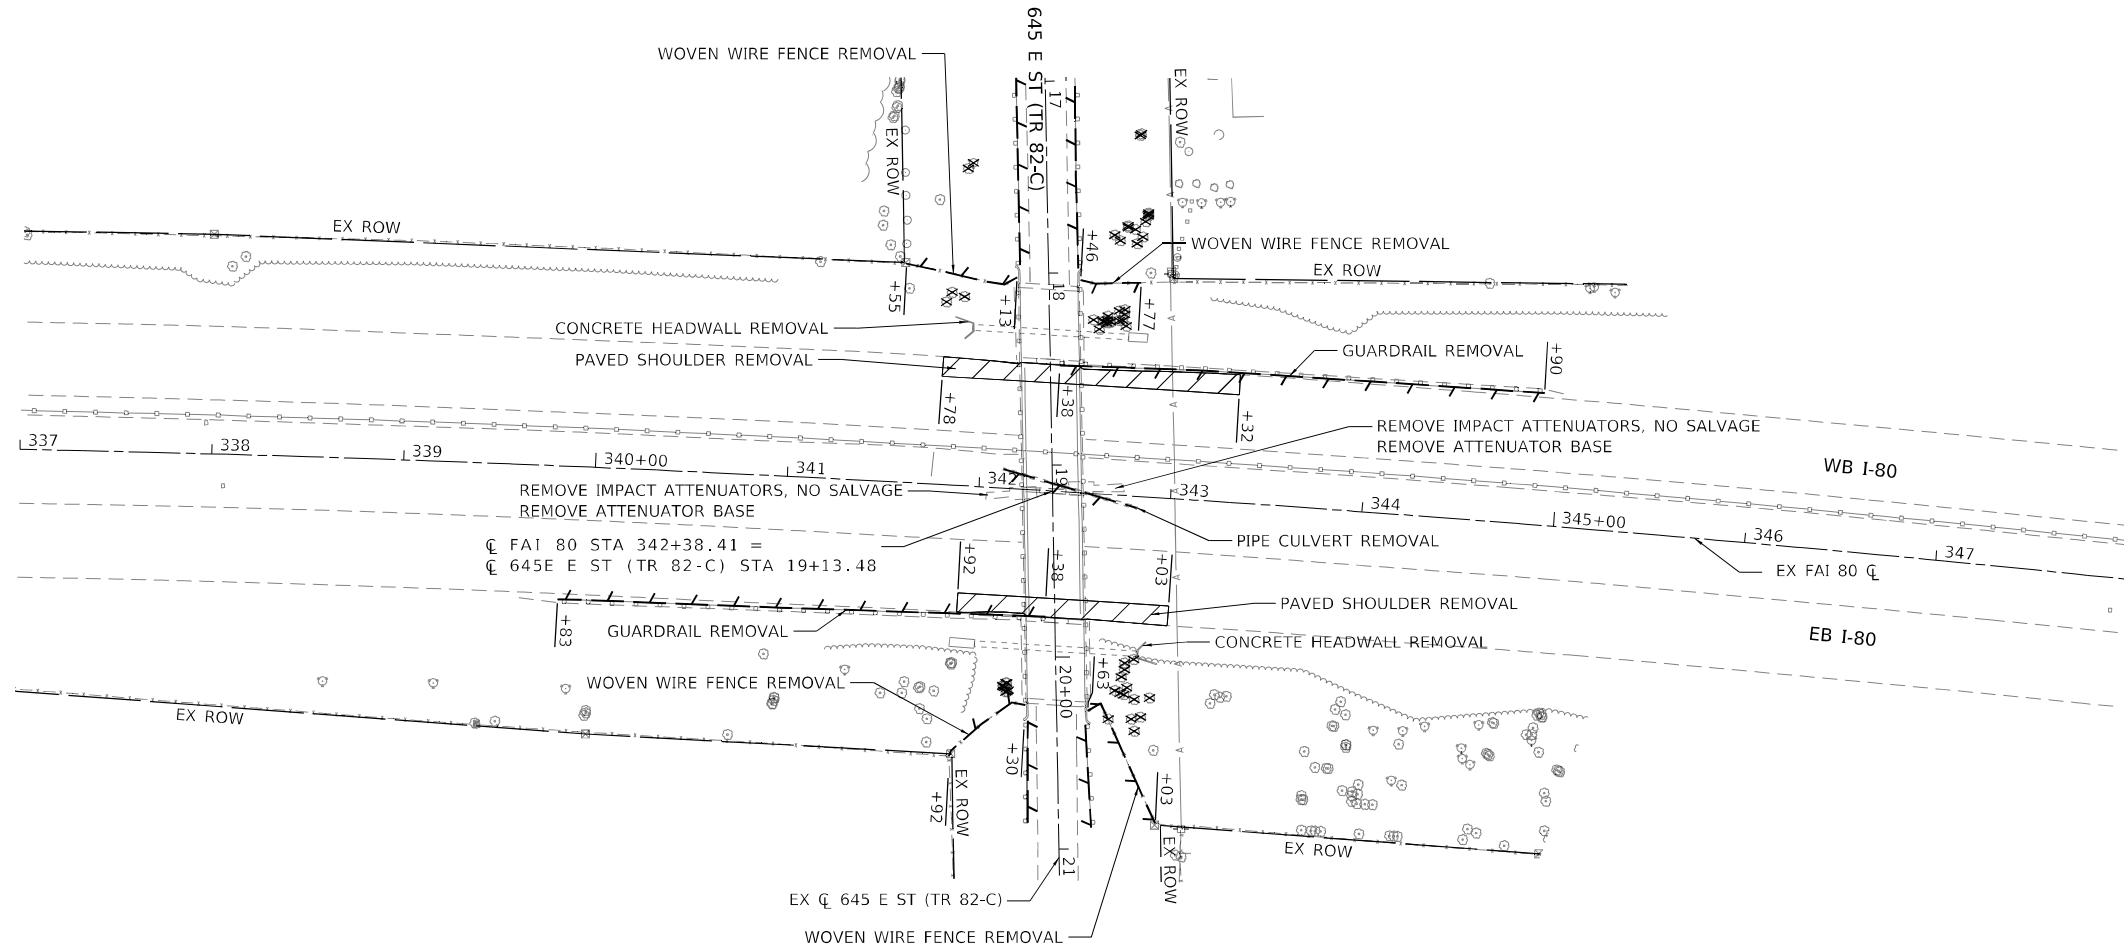 645 E ST (TR 82-C)
WOVEN WIRE FENCE REMOVAL
EX ROW
17
EX ROW
EX ROW
+46
WOVEN WIRE FENCE REMOVAL
EX ROW
+55
+13
18
+77
CONCRETE HEADWALL REMOVAL
PAVED SHOULDER REMOVAL
GUARDRAIL REMOVAL
+90
+78
+38
+32
REMOVE IMPACT ATTENUATORS, NO SALVAGE
REMOVE ATTENUATOR BASE
337
338
339
340+00
341
342
19
343
344
345+00
346
347
WB I-80
REMOVE IMPACT ATTENUATORS, NO SALVAGE
REMOVE ATTENUATOR BASE
℄ FAI 80 STA 342+38.41 =
℄ 645E E ST (TR 82-C) STA 19+13.48
PIPE CULVERT REMOVAL
EX FAI 80 ℄
+92
+38
+03
PAVED SHOULDER REMOVAL
+83
GUARDRAIL REMOVAL
EB I-80
CONCRETE HEADWALL REMOVAL
WOVEN WIRE FENCE REMOVAL
20+00
+63
EX ROW
+30
+92
EX ROW
+03
EX ROW
EX ROW
21
EX ℄ 645 E ST (TR 82-C)
WOVEN WIRE FENCE REMOVAL